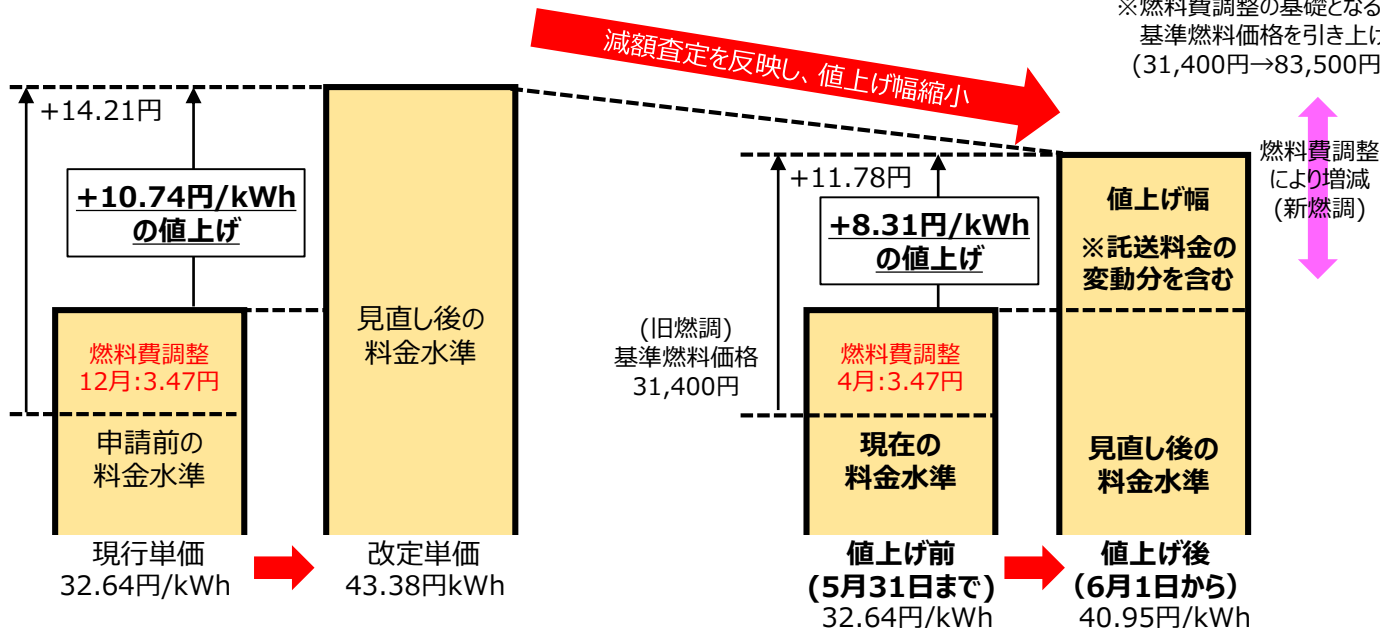 ※燃料費調整の基礎となる
基準燃料価格を引き上げ
(31,400円→83,500円
減額査定を反映し、値上げ幅縮小
+14.21円
+10.74円/kWh
の値上げ
燃料費調整
12月:3.47円
申請前の
料金水準
見直し後の
料金水準
現行単価
32.64円/kWh
改定単価
43.38円kWh
+11.78円
+8.31円/kWh
の値上げ
(旧燃調)
基準燃料価格
31,400円
燃料費調整
4月:3.47円
現在の
料金水準
値上げ幅
※託送料金の
変動分を含む
見直し後の
料金水準
燃料費調整
により増減
(新燃調)
値上げ前
(5月31日まで)
32.64円/kWh
値上げ後
(6月1日から)
40.95円/kWh